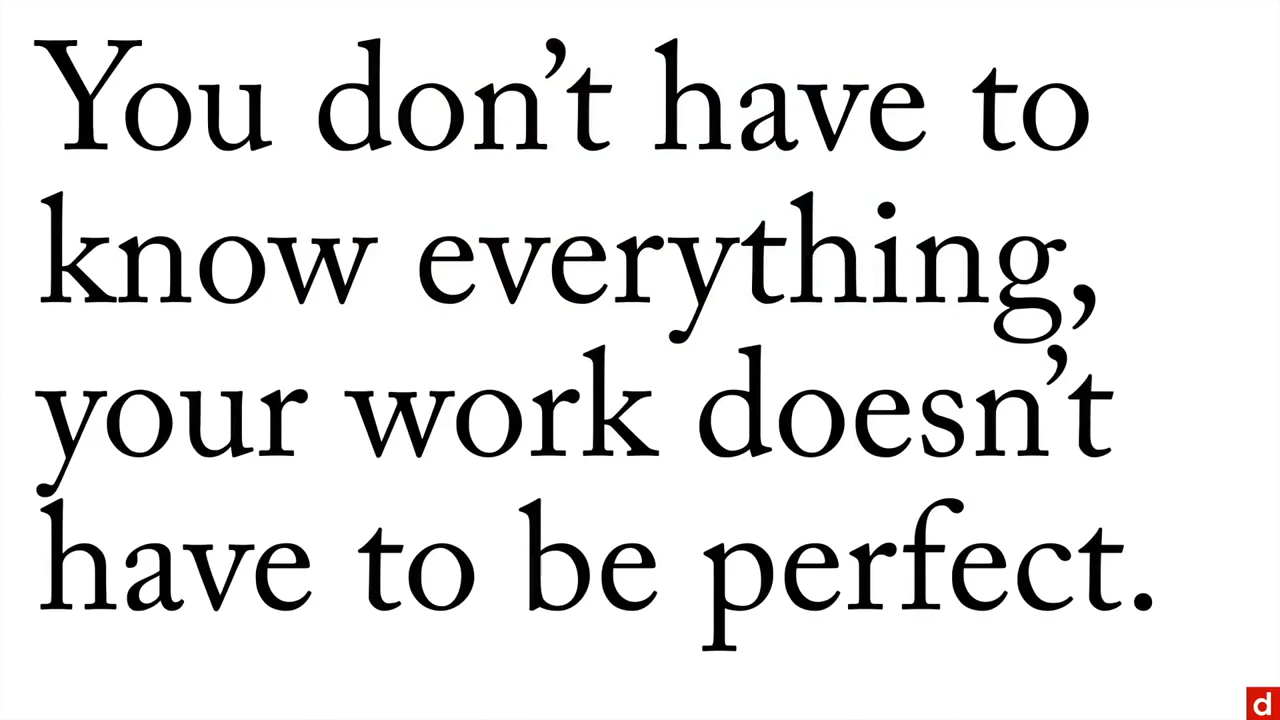 You don’t have to
know everything,
your work doesn’t
have to be perfect.
d